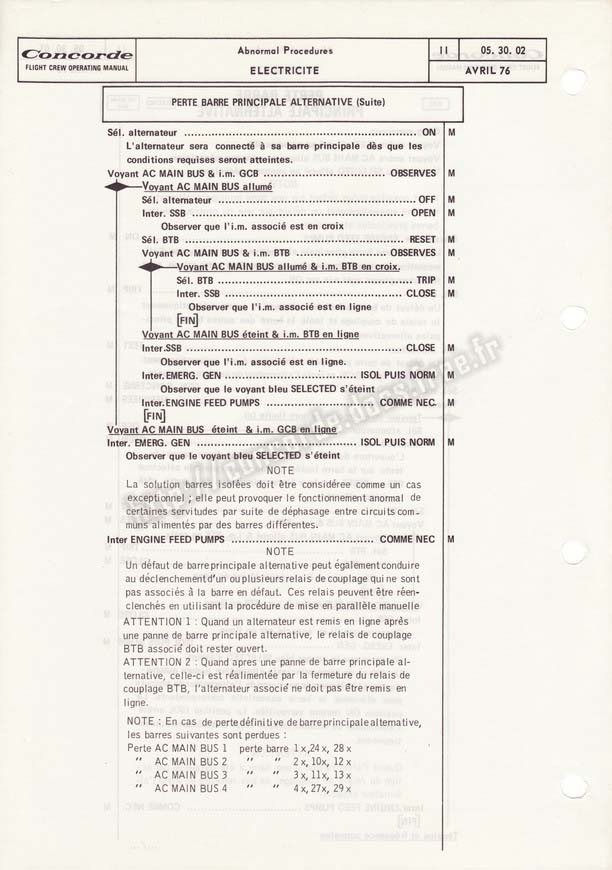 Concorde
FLIGHT CREW OPERATING MANUAL
Abnormal Procedures
ELECTRICITE
11
05. 30. 02
AVRIL 76
PERTE BARRE PRINCIPALE ALTERNATIVE (Suite)
Sél. alternateur ........ ON M
L'alternateur sera connecté à sa barre principale dès que les
conditions requises seront atteintes.
Voyant AC MAIN BUS & i.m. GCB ........ OBSERVES M
Voyant AC MAIN BUS allumé
Sél. alternateur ........ OFF M
Inter. SSB ........ OPEN M
Observer que l'i.m. associé est en croix
Sél. BTB ........ RESET M
Voyant AC MAIN BUS & i.m. BTB ........ OBSERVES M
Voyant AC MAIN BUS allumé & i.m. BTB en croix.
Sél. BTB ........ TRIP M
Inter. SSB ........ CLOSE M
Observer que l'i.m. associé est en ligne
[FIN]
Voyant AC MAIN BUS éteint & i.m. BTB en ligne
Inter.SSB ........ CLOSE M
Observer que l'i.m. associé est en ligne.
Inter.EMERG. GEN ........ ISOL PUIS NORM M
Observer que le voyant bleu SELECTED s'éteint
Inter.ENGINE FEED PUMPS ........ COMME NEC. M
[FIN]
Voyant AC MAIN BUS éteint & i.m. GCB en ligne
Inter. EMERG. GEN ........ ISOL PUIS NORM M
Observer que le voyant bleu SELECTED s'éteint
NOTE
La solution barres isolées doit être considérée comme un cas
exceptionnel ; elle peut provoquer le fonctionnement anormal de
certaines servitudes par suite de déphasage entre circuits com-
muns alimentés par des barres différentes.
Inter ENGINE FEED PUMPS ........ COMME NEC M
NOTE
Un défaut de barre principale alternative peut également conduire
au déclenchement d'un ou plusieurs relais de couplage qui ne sont
pas associés à la barre en défaut. Ces relais peuvent être réen-
clenchés en utilisant la procédure de mise en parallèle manuelle
ATTENTION 1 : Quand un alternateur est remis en ligne après
une panne de barre principale alternative, le relais de couplage
BTB associé doit rester ouvert.
ATTENTION 2 : Quand apres une panne de barre principale al-
ternative, celle-ci est réalimentée par la fermeture du relais de
couplage BTB, l'alternateur associé ne doit pas être remis en
ligne.
NOTE : En cas de perte définitive de barre principale alternative,
les barres suivantes sont perdues :
Perte AC MAIN BUS 1 perte barre 1x,24x, 28x
" AC MAIN BUS 2 " " 2x, 10x, 12x
" AC MAIN BUS 3 " " 3x, 11x, 13x
" AC MAIN BUS 4 " " 4x, 27x, 29x